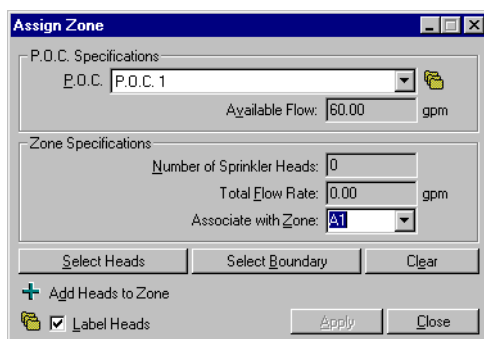 Assign Zone
P.O.C. Specifications
P.O.C. P.O.C. 1
Available Flow: 60.00 gpm
Zone Specifications
Number of Sprinkler Heads: 0
Total Flow Rate: 0.00 gpm
Associate with Zone: A1
Select Heads Select Boundary Clear
Add Heads to Zone
Label Heads Apply Close